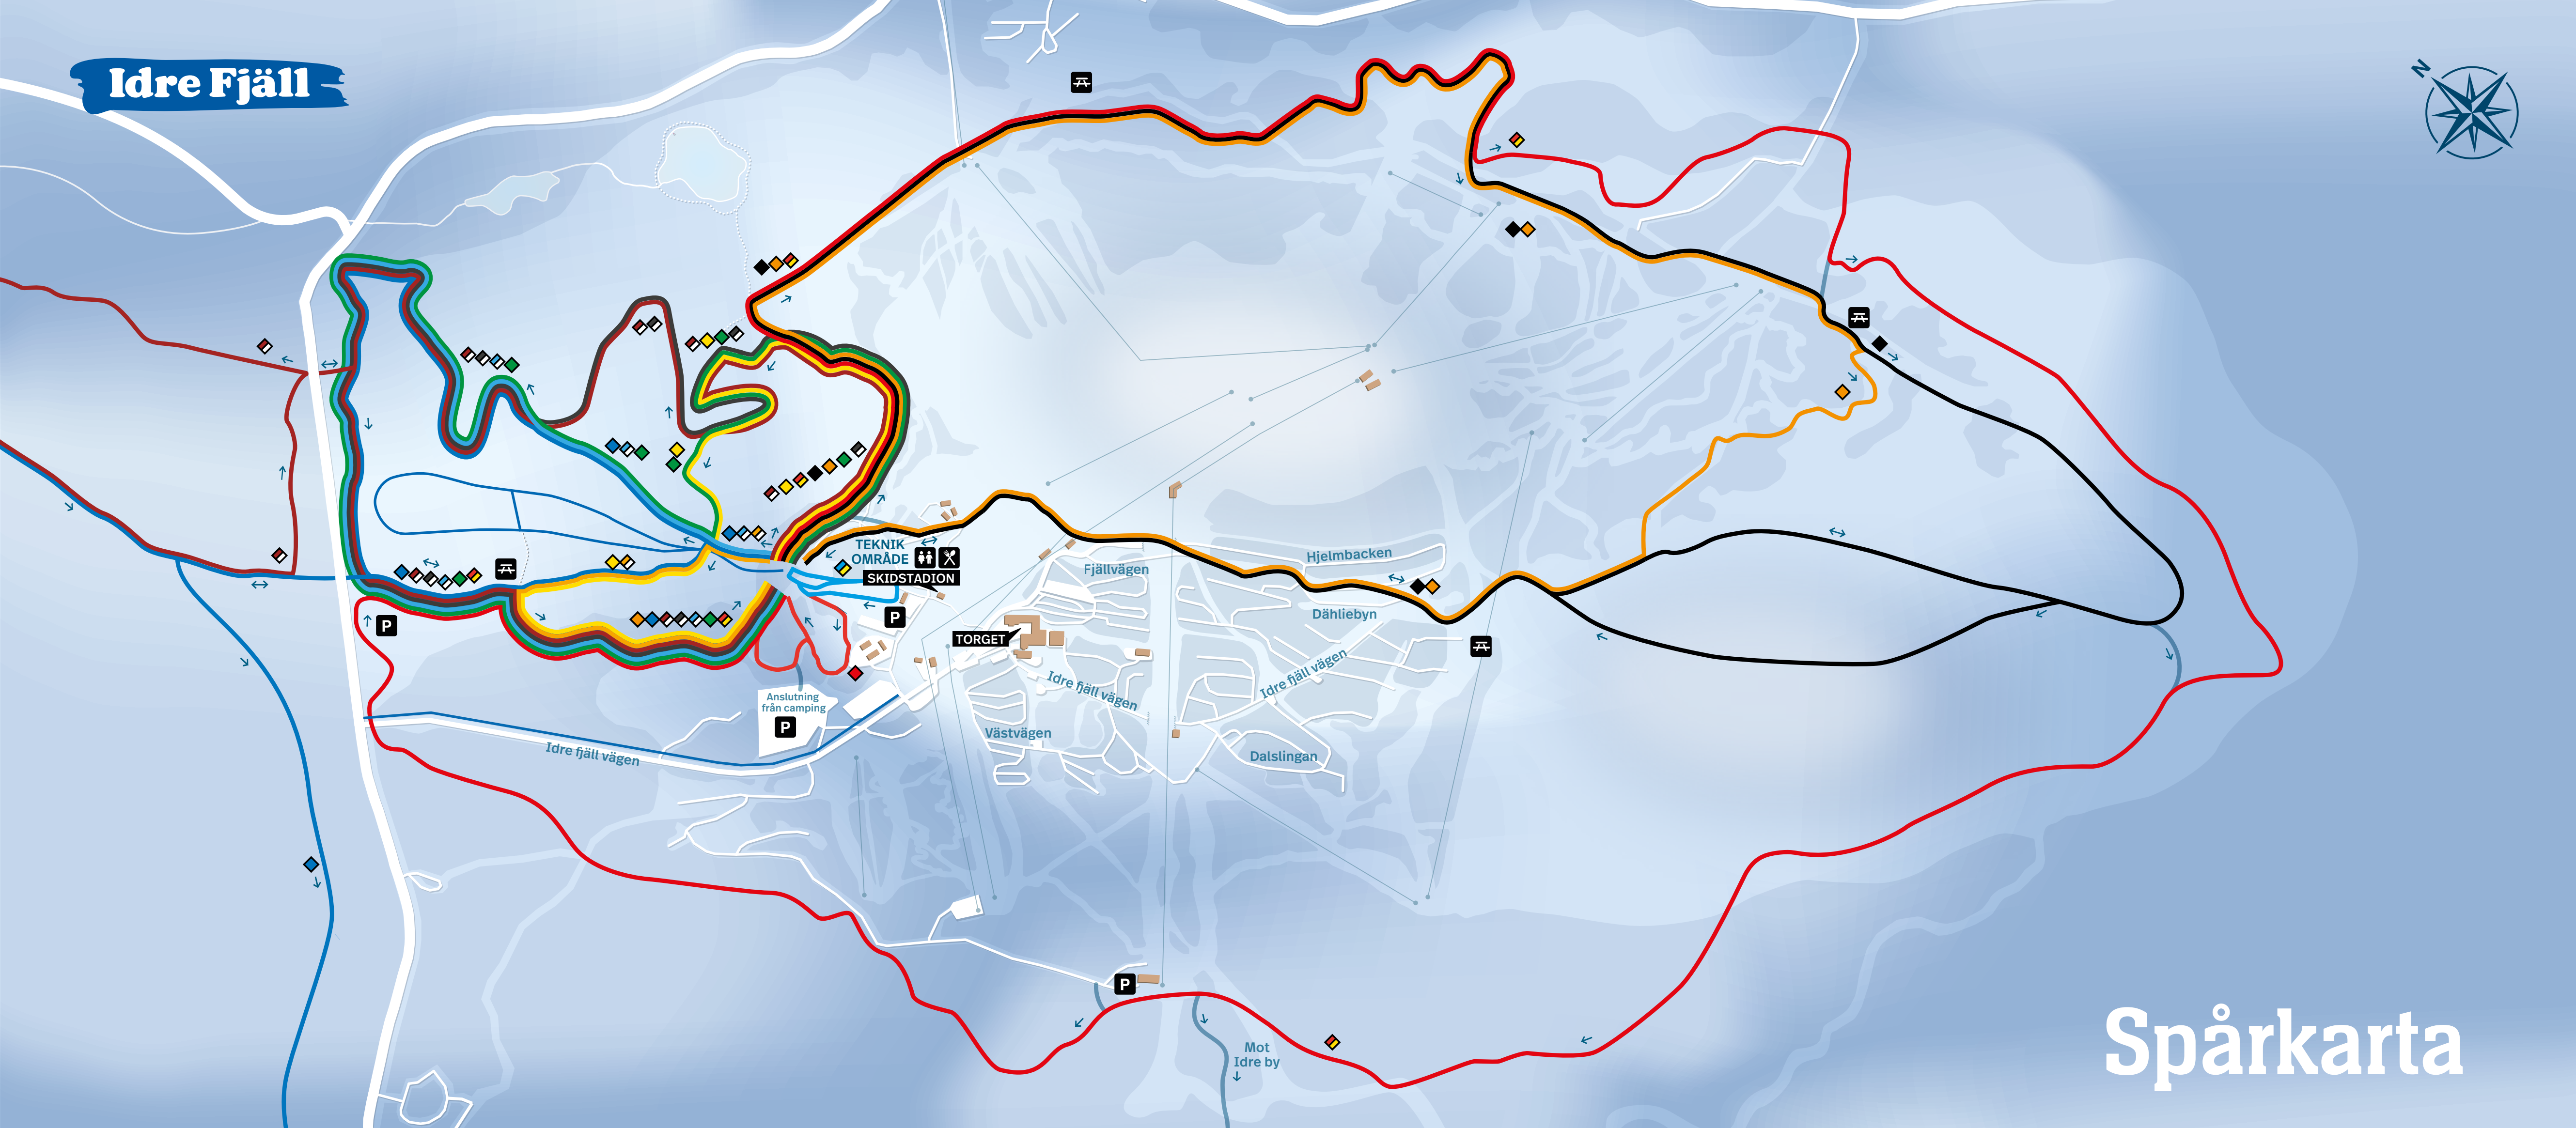 Idre Fjäll
N
TEKNIK
OMRÅDE
SKIDSTADION
P
P
Hjelmbacken
Fjällvägen
Dähliebyn
TORGET
Idre fjäll vägen
Idre fjäll vägen
Anslutning
från camping
P
Västvägen
Idre fjäll vägen
Dalslingan
P
Mot
Idre by
Spårkarta